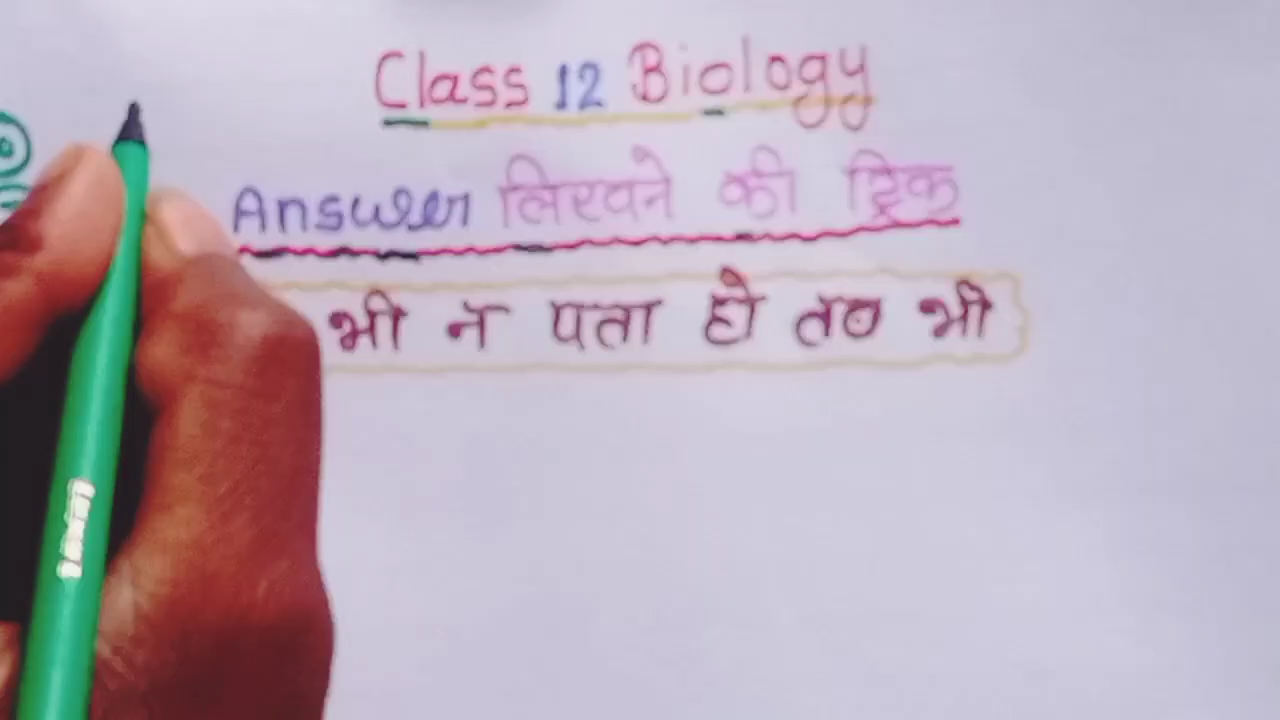 Class 12 Biology
Answer लिखने की ट्रिक
भी न पता हो तब भी